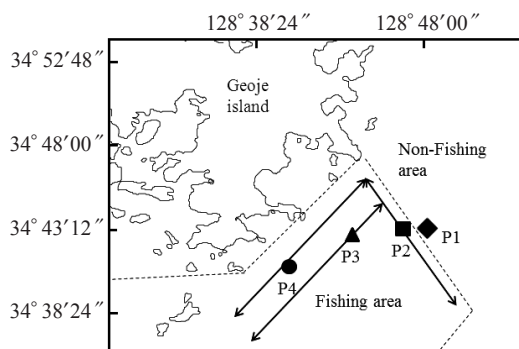 128° 38′24″
128° 48′00″
34° 52′48″
Geoje
island
34° 48′00″
Non-Fishing
area
34° 43′12″
P1
P2
P3
P4
Fishing area
34° 38′24″